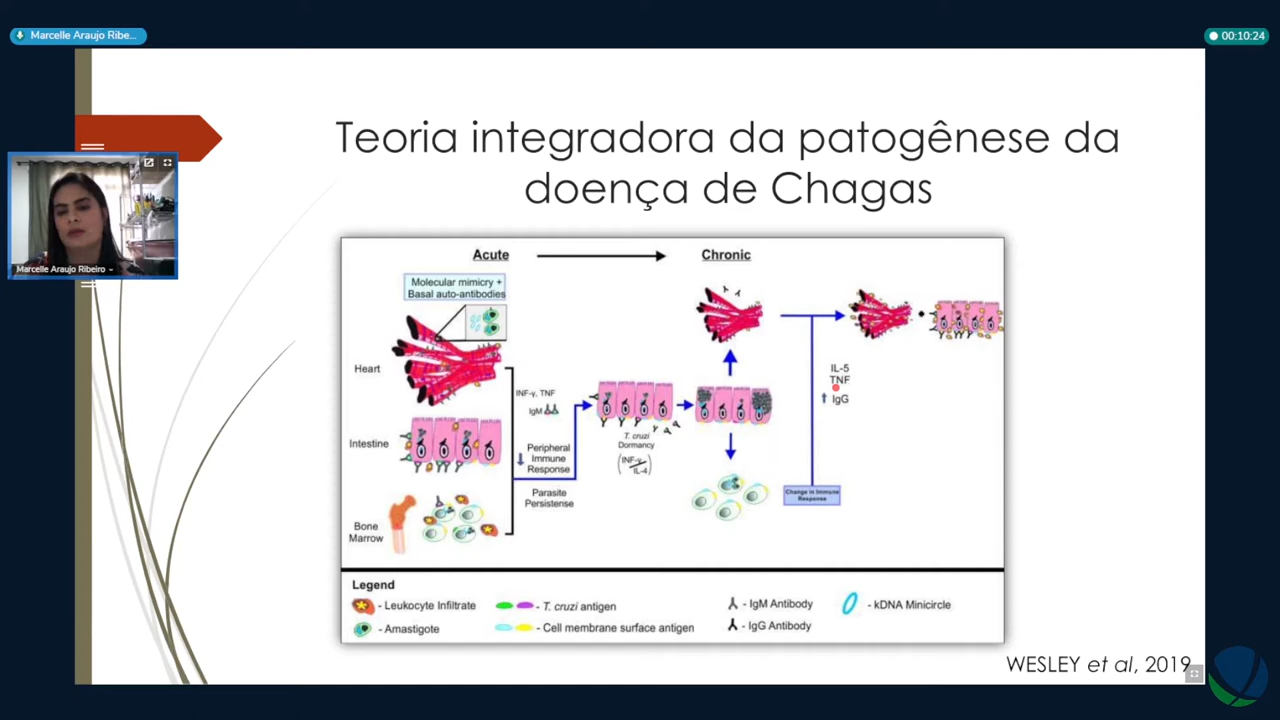 Marcelle Araujo Ribe...
00:10:24
Teoria integradora da patogênese da
doença de Chagas
Marcelle Araujo Ribeiro
Acute
Chronic
Molecular mimicry +
Basal auto-antibodies
Heart
INF-γ, TNF
IgM
Intestine
Peripheral
Immune
Response
Parasite
Persistense
Bone
Marrow
T. cruzi
Dormancy
INF-γ
IL-4
IL-5
TNF
IgG
Change in Immune
Response
Legend
- Leukocyte Infiltrate
- T. cruzi antigen
- IgM Antibody
- kDNA Minicircle
- Amastigote
- Cell membrane surface antigen
- IgG Antibody
WESLEY et al, 2019